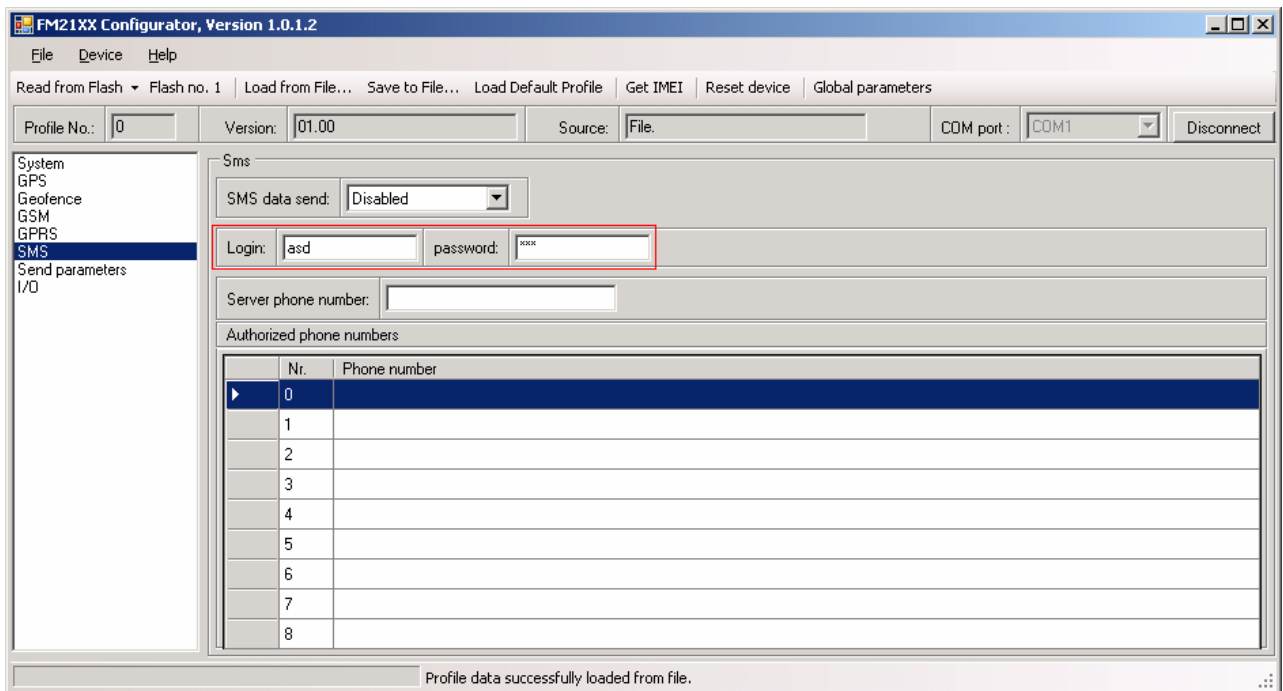 FM21XX Configurator, Version 1.0.1.2
File Device Help
Read from Flash Flash no. 1 Load from File... Save to File... Load Default Profile Get IMEI Reset device Global parameters
Profile No.: 0 Version: 01.00 Source: File. COM port : COM1 Disconnect
System
GPS
Geofence
GSM
GPRS
SMS
Send parameters
I/O
Sms
SMS data send: Disabled
Login: asd password: ***
Server phone number:
Authorized phone numbers
Nr. Phone number
0
1
2
3
4
5
6
7
8
Profile data successfully loaded from file.